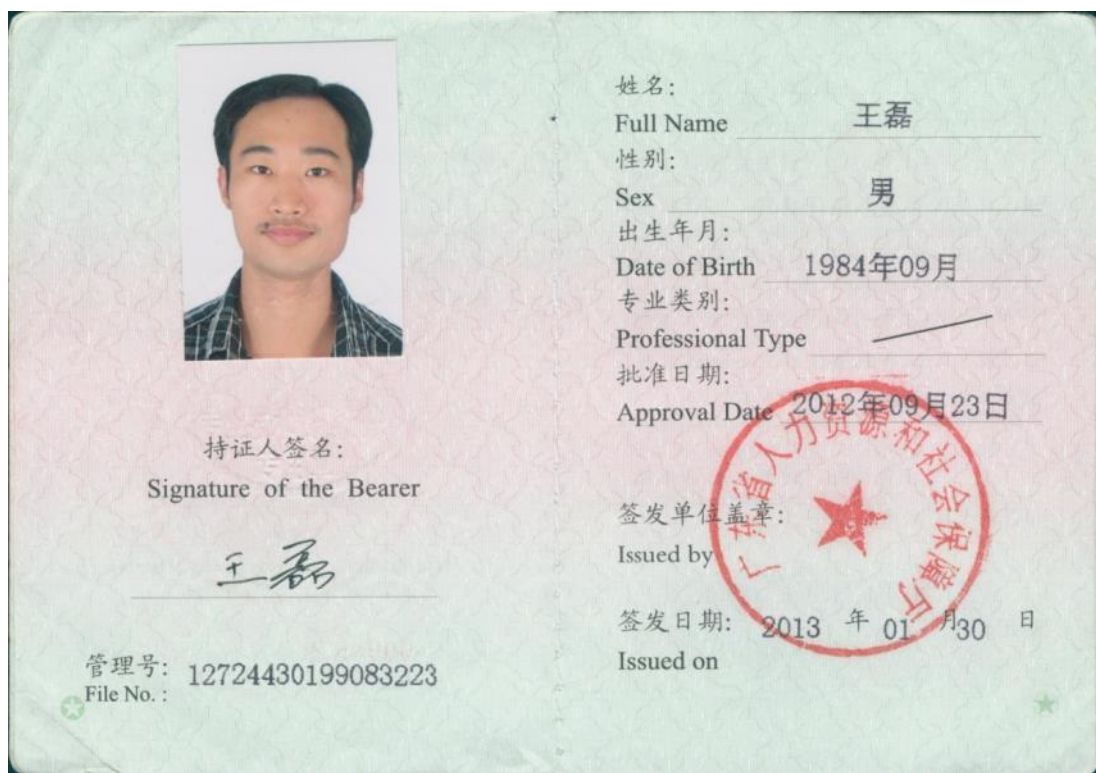 持证人签名:
Signature of the Bearer
王磊
管理号:
File No. :
12724430199083223
姓名:
Full Name
王磊
性别:
Sex
男
出生年月:
Date of Birth
1984年09月
专业类别:
Professional Type
批准日期:
Approval Date
2012年09月23日
签发单位盖章:
Issued by
广东省人力资源和社会保障厅
签发日期:
2013 年 01 月30 日
Issued on